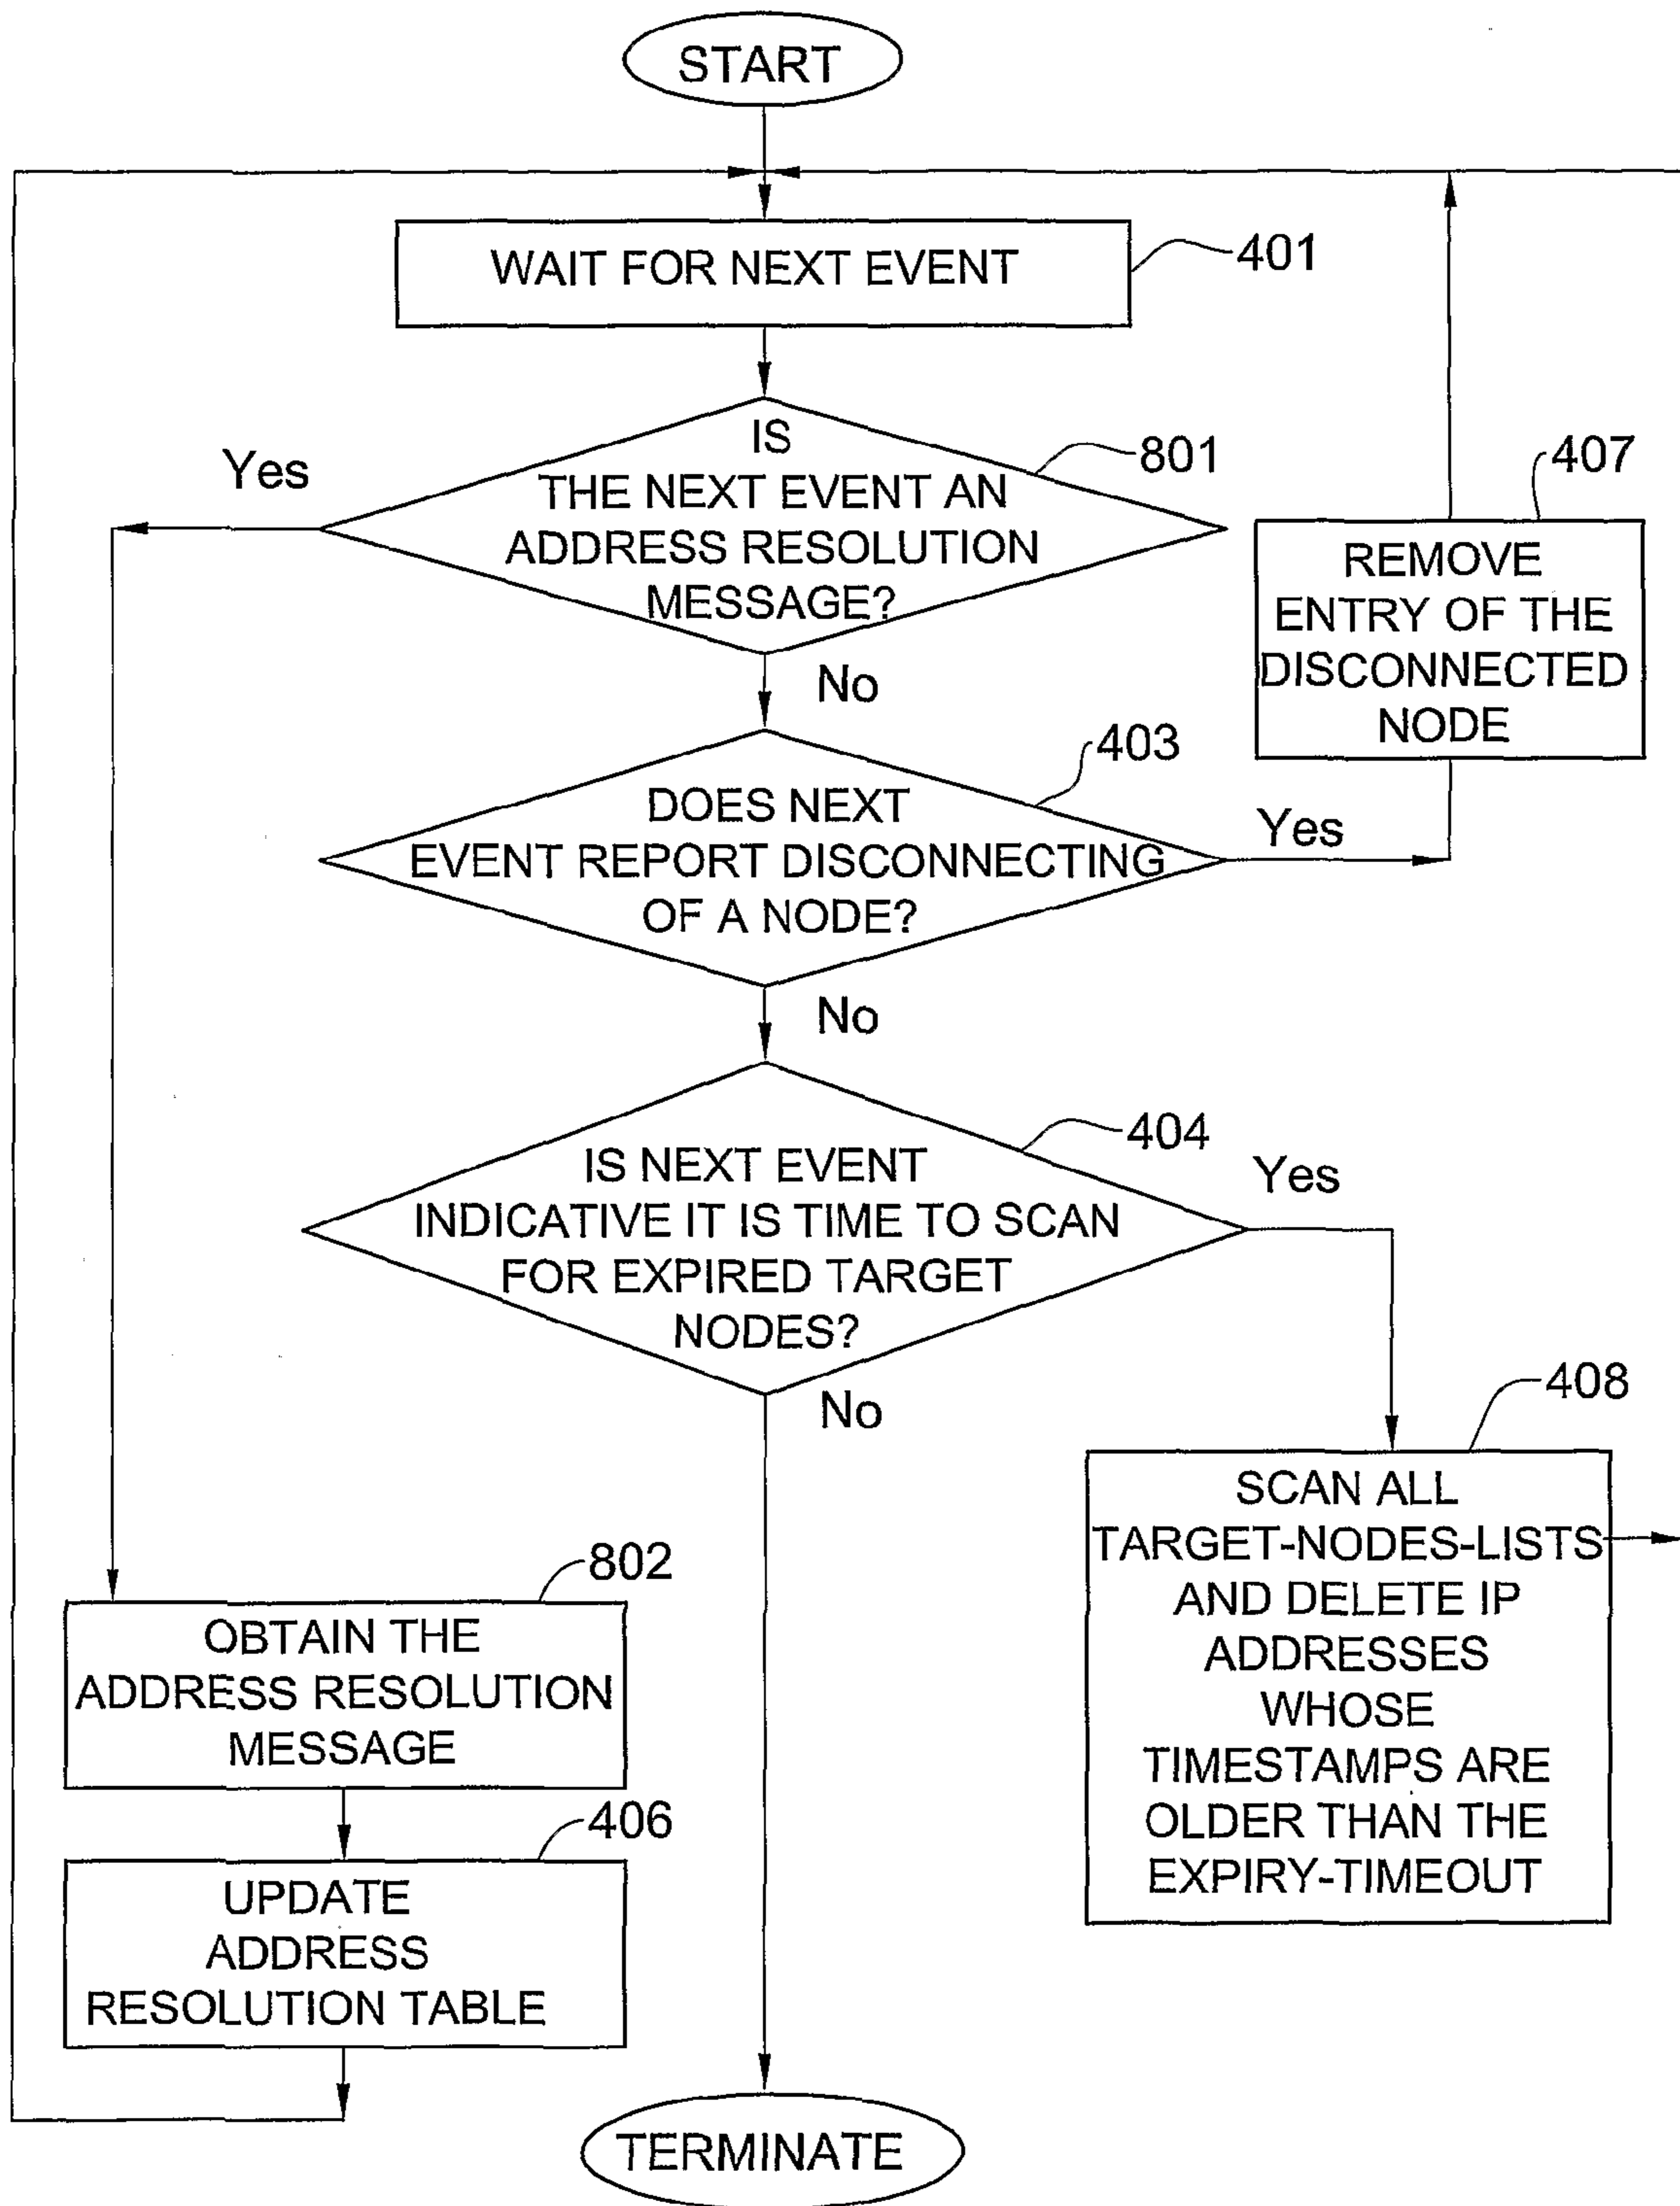 START
WAIT FOR NEXT EVENT
401
IS
THE NEXT EVENT AN
ADDRESS RESOLUTION
MESSAGE?
801
Yes
No
407
REMOVE
ENTRY OF THE
DISCONNECTED
NODE
DOES NEXT
EVENT REPORT DISCONNECTING
OF A NODE?
403
Yes
No
IS NEXT EVENT
INDICATIVE IT IS TIME TO SCAN
FOR EXPIRED TARGET
NODES?
404
Yes
No
408
SCAN ALL
TARGET-NODES-LISTS
AND DELETE IP
ADDRESSES
WHOSE
TIMESTAMPS ARE
OLDER THAN THE
EXPIRY-TIMEOUT
802
OBTAIN THE
ADDRESS RESOLUTION
MESSAGE
406
UPDATE
ADDRESS
RESOLUTION TABLE
TERMINATE